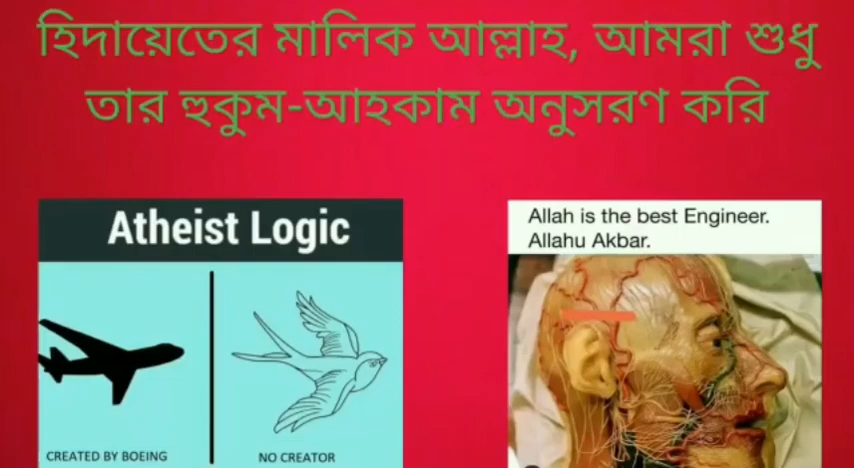 হিদায়েতের মালিক আল্লাহ, আমরা শুধু
তার হুকুম-আহকাম অনুসরণ করি
Atheist Logic
CREATED BY BOEING
NO CREATOR
Allah is the best Engineer.
Allahu Akbar.